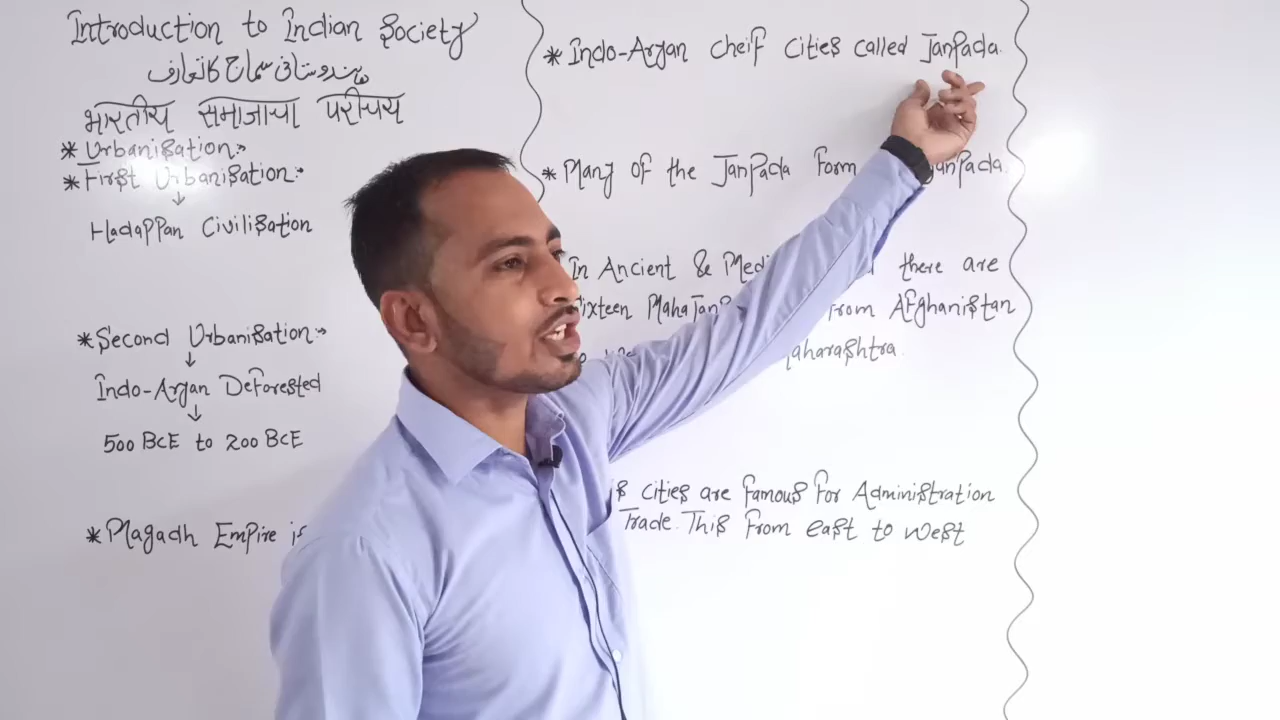 Introduction to Indian Society
ہندوستانی سماج کا تعارف
भारतीय समाजाचा परीचय
* Urbanisation:-
* First Urbanisation:-
↓
Hadappan Civilisation
* Second Urbanisation:-
↓
Indo-Aryan Deforested
↓
500 BCE to 200 BCE
* Magadh Empire is
* Indo-Aryan cheif cities called Janpada.
* Many of the Janpada form Janpada.
In Ancient & there are
Sixteen from Afghanistan
Maharashtra.
cities are famous for Administration
Trade. This from east to west